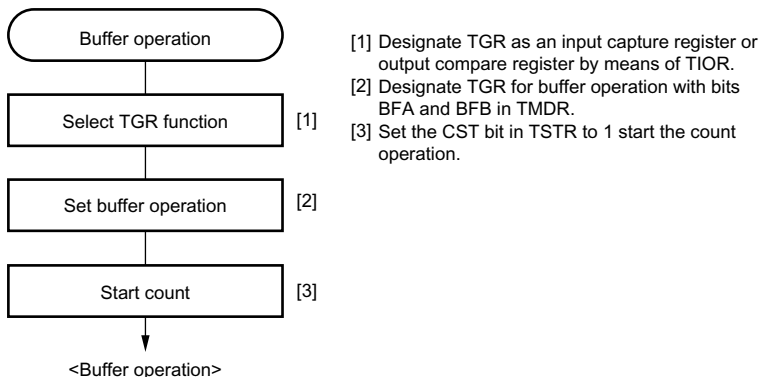 Buffer operation
Select TGR function
[1]
Set buffer operation
[2]
Start count
[3]
<Buffer operation>
[1] Designate TGR as an input capture register or
output compare register by means of TIOR.
[2] Designate TGR for buffer operation with bits
BFA and BFB in TMDR.
[3] Set the CST bit in TSTR to 1 start the count
operation.